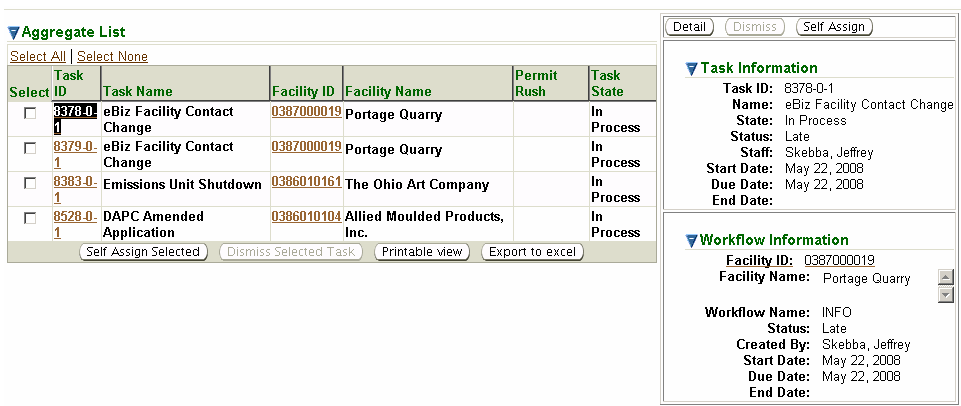 Aggregate List
Select All | Select None
Select Task ID Task Name Facility ID Facility Name Permit Rush Task State
8378-0-1 eBiz Facility Contact Change 0387000019 Portage Quarry In Process
8379-0-1 eBiz Facility Contact Change 0387000019 Portage Quarry In Process
8383-0-1 Emissions Unit Shutdown 0386010161 The Ohio Art Company In Process
8528-0-1 DAPC Amended Application 0386010104 Allied Moulded Products, Inc. In Process
Self Assign Selected Dismiss Selected Task Printable view Export to excel
Detail Dismiss Self Assign
Task Information
Task ID: 8378-0-1
Name: eBiz Facility Contact Change
State: In Process
Status: Late
Staff: Skebba, Jeffrey
Start Date: May 22, 2008
Due Date: May 22, 2008
End Date:
Workflow Information
Facility ID: 0387000019
Facility Name: Portage Quarry
Workflow Name: INFO
Status: Late
Created By: Skebba, Jeffrey
Start Date: May 22, 2008
Due Date: May 22, 2008
End Date: